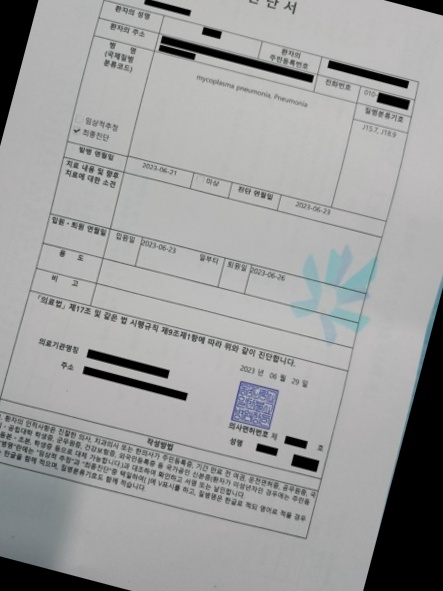 단 서
환자의 성명
환자의 주소
환자의
주민등록번호
병 명
(국제질병
분류코드)
전화번호 010-
mycoplasma pneumonia, Pneumonia
질병분류기호
J15.7, J18.9
임상적추정
✔ 최종진단
발병 연월일 2023-06-21 미상 진단 연월일 2023-06-23
치료 내용 및 향후
치료에 대한 소견
입원·퇴원 연월일 입원일 2023-06-23 일부터 퇴원일 2023-06-26
용 도
비 고
「의료법」 제17조 및 같은 법 시행규칙 제9조제1항에 따라 위와 같이 진단합니다.
2023 년 06 월 29 일
의료기관명칭
주소
의사면허번호 제 호
성명
작성방법